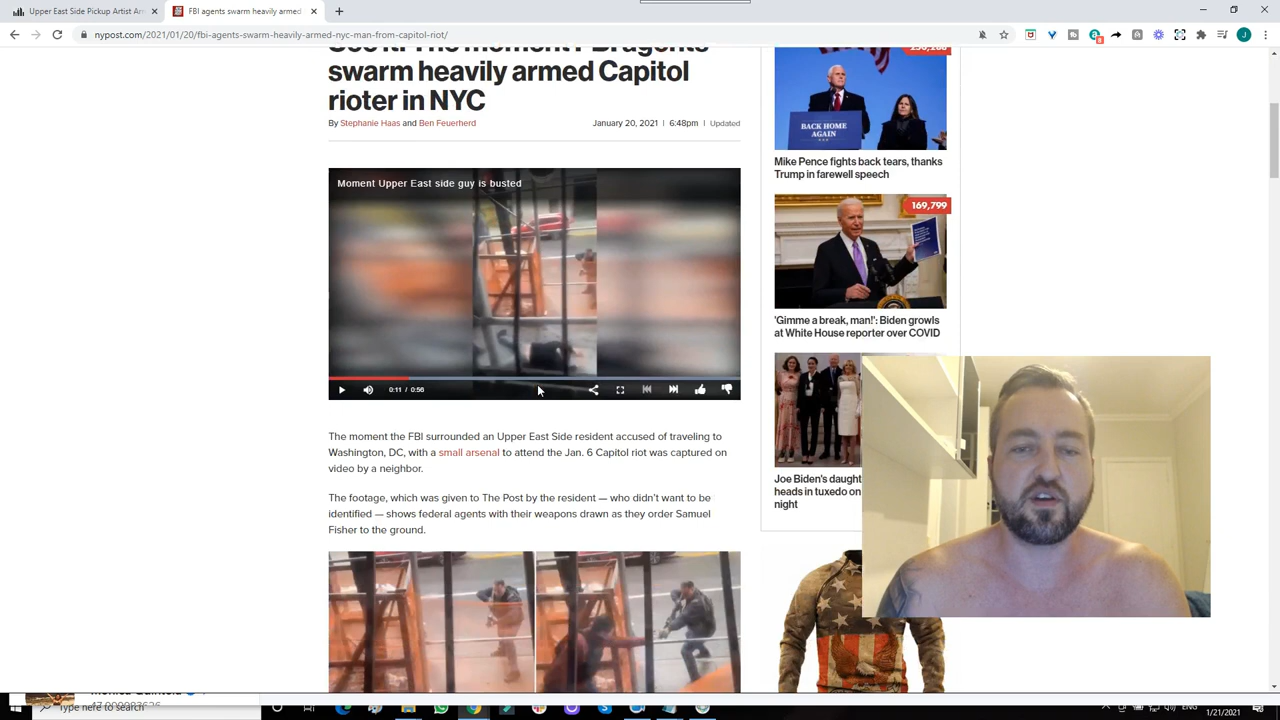 Upper East Side Pickup Artist Ar
FBI agents swarm heavily armed
nypost.com/2021/01/20/fbi-agents-swarm-heavily-armed-nyc-man-from-capitol-riot/
swarm heavily armed Capitol
rioter in NYC
By Stephanie Haas and Ben Feuerherd
January 20, 2021 | 6:48pm | Updated
Moment Upper East side guy is busted
0:11 / 0:56
The moment the FBI surrounded an Upper East Side resident accused of traveling to
Washington, DC, with a small arsenal to attend the Jan. 6 Capitol riot was captured on
video by a neighbor.
The footage, which was given to The Post by the resident — who didn't want to be
identified — shows federal agents with their weapons drawn as they order Samuel
Fisher to the ground.
BACK HOME
AGAIN
Mike Pence fights back tears, thanks
Trump in farewell speech
169,799
'Gimme a break, man!': Biden growls
at White House reporter over COVID
Joe Biden's daught
heads in tuxedo on
night
Type here to search
ENG
1/21/2021